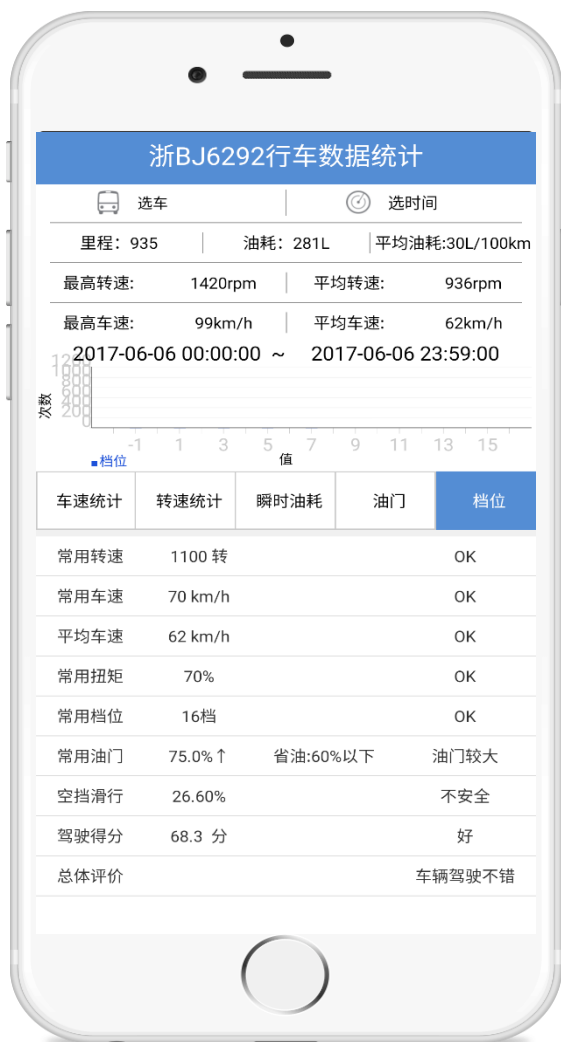 浙BJ6292行车数据统计
选车 选时间
里程：935 油耗：281L 平均油耗:30L/100km
最高转速: 1420rpm 平均转速: 936rpm
最高车速: 99km/h 平均车速: 62km/h
2017-06-06 00:00:00 ~ 2017-06-06 23:59:00
1200
1000
800
600
400
200
0
次数
-1 1 3 5 7 9 11 13 15
档位 值
车速统计 转速统计 瞬时油耗 油门 档位
常用转速 1100 转 OK
常用车速 70 km/h OK
平均车速 62 km/h OK
常用扭矩 70% OK
常用档位 16档 OK
常用油门 75.0%↑ 省油:60%以下 油门较大
空挡滑行 26.60% 不安全
驾驶得分 68.3 分 好
总体评价 车辆驾驶不错